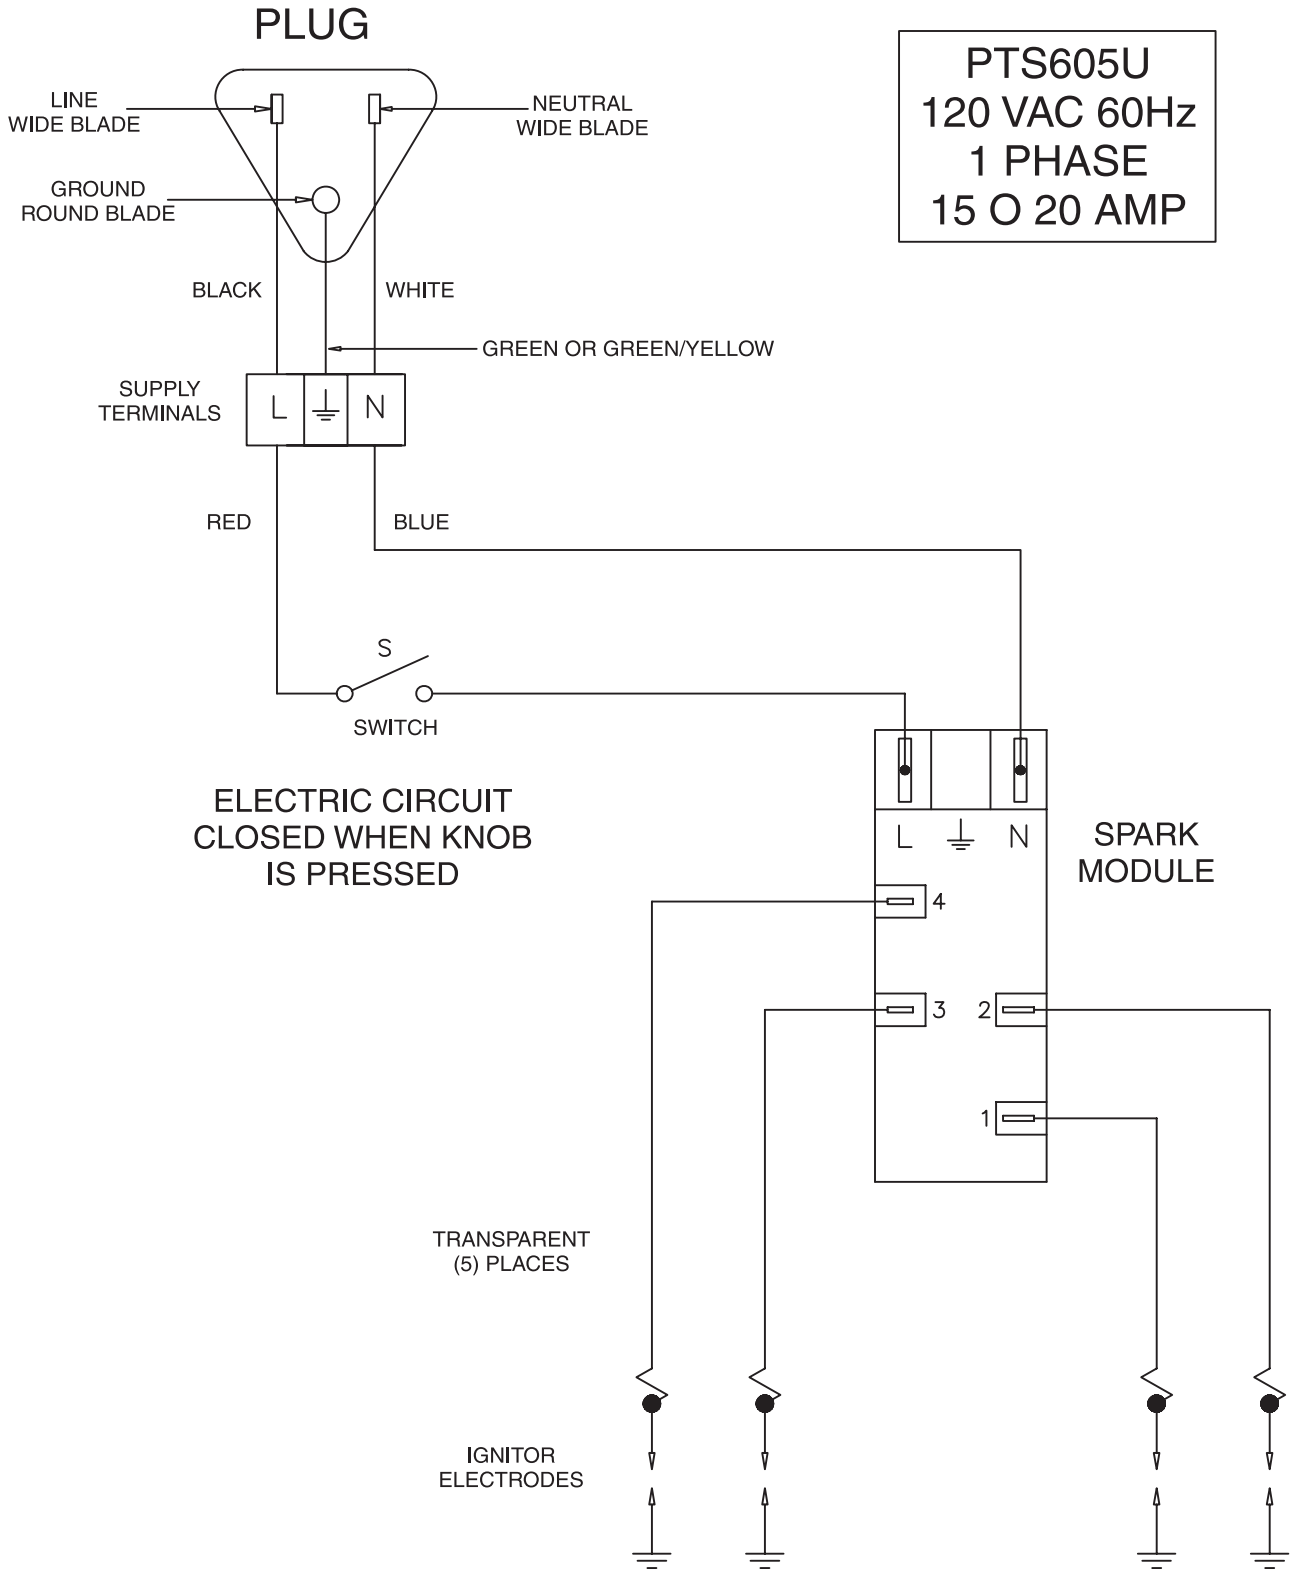 PLUG
PTS605U
120 VAC 60Hz
1 PHASE
15 O 20 AMP
LINE
WIDE BLADE
NEUTRAL
WIDE BLADE
GROUND
ROUND BLADE
BLACK
WHITE
GREEN OR GREEN/YELLOW
SUPPLY
TERMINALS
L N
RED
BLUE
S
SWITCH
ELECTRIC CIRCUIT
CLOSED WHEN KNOB
IS PRESSED
L N
SPARK
MODULE
4
3 2
1
TRANSPARENT
(5) PLACES
IGNITOR
ELECTRODES